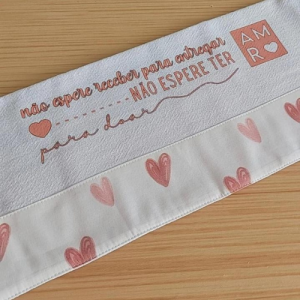 não espere receber para entregar
NÃO ESPERE TER
para doar
AM
R